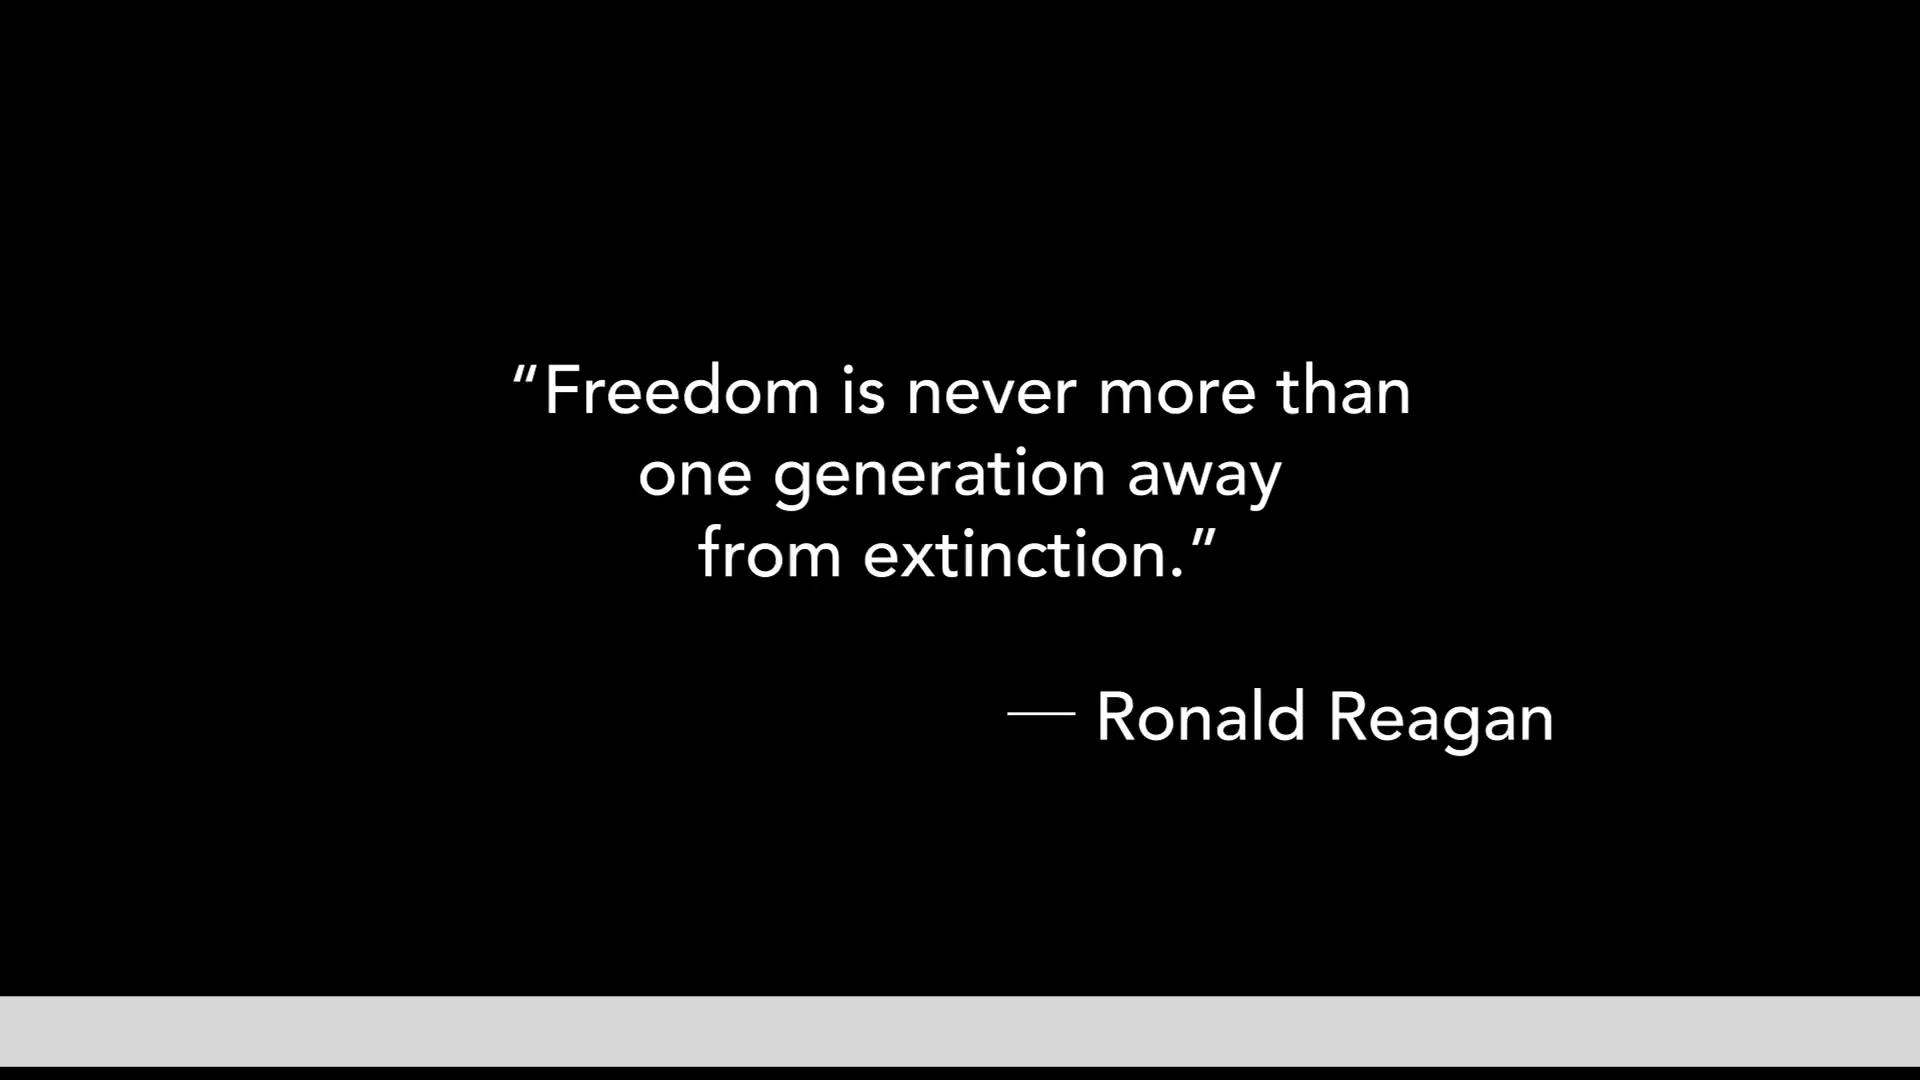 “Freedom is never more than
one generation away
from extinction.”
— Ronald Reagan